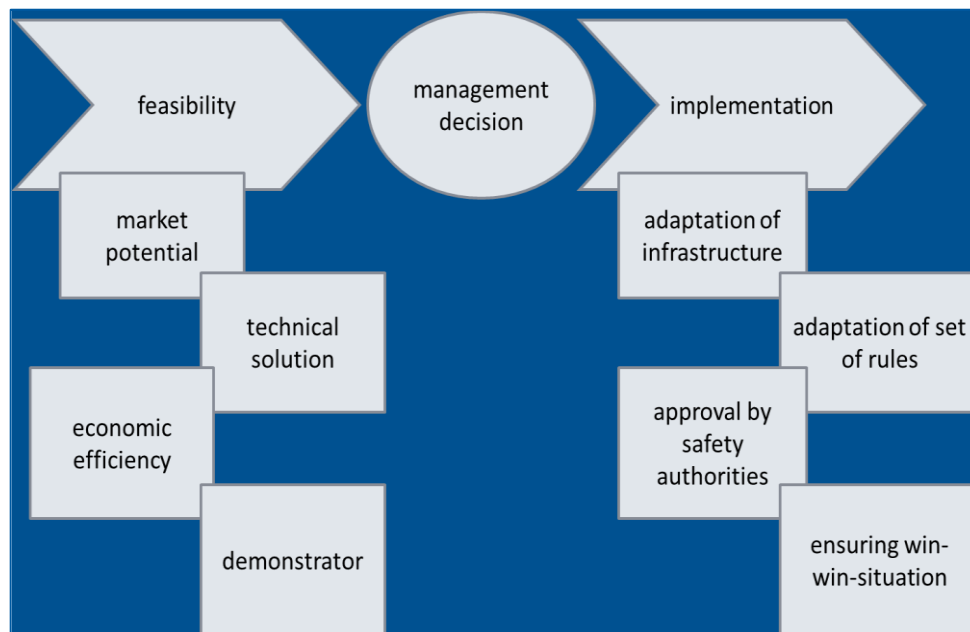 feasibility
management
decision
implementation
market
potential
technical
solution
economic
efficiency
demonstrator
adaptation of
infrastructure
adaptation of set
of rules
approval by
safety
authorities
ensuring win-
win-situation